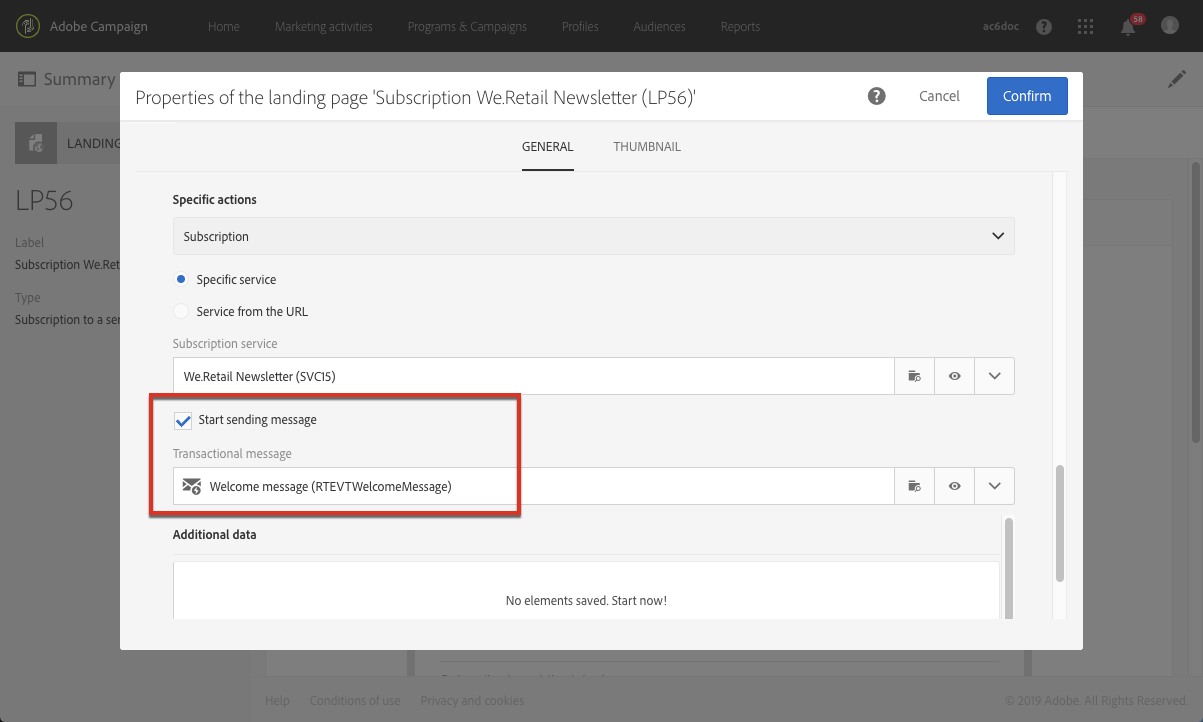 Adobe Campaign Home Marketing activities Programs & Campaigns Profiles Audiences Reports ac6doc ? 58
Summary
Properties of the landing page 'Subscription We.Retail Newsletter (LP56)' ? Cancel Confirm
LANDING
GENERAL THUMBNAIL
LP56
Label
Subscription We.Ret
Type
Subscription to a ser
Specific actions
Subscription
Specific service
Service from the URL
Subscription service
We.Retail Newsletter (SVC15)
Start sending message
Transactional message
Welcome message (RTEVTWelcomeMessage)
Additional data
No elements saved. Start now!
Help Conditions of use Privacy and cookies © 2019 Adobe. All Rights Reserved.